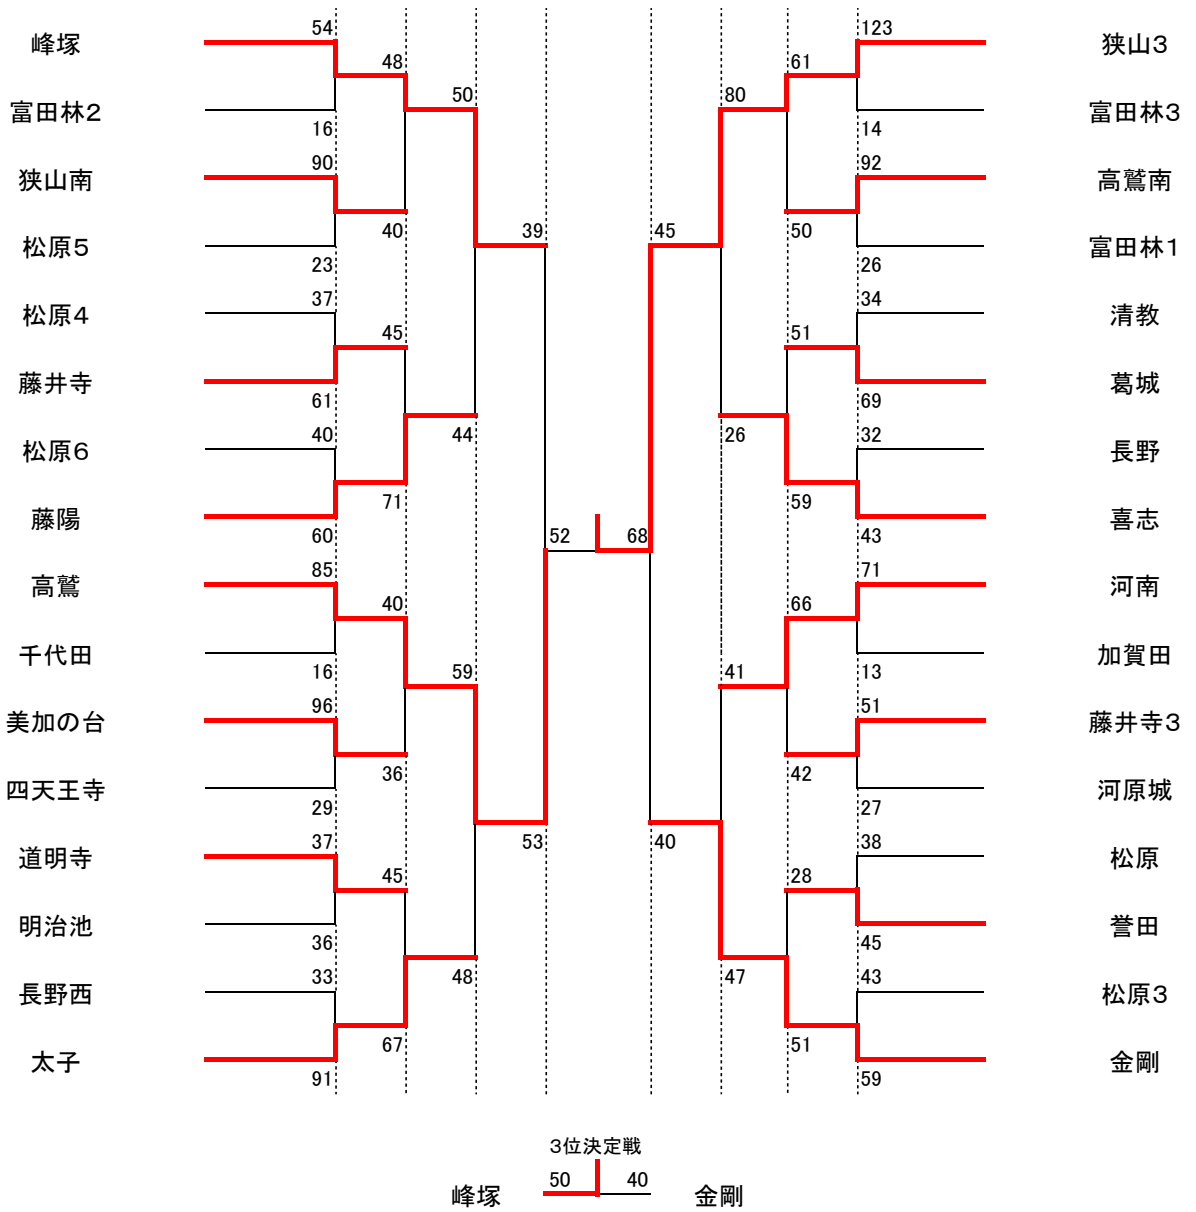 54 123
峰塚 48 61 狭山3
50 80
富田林2 16 14 富田林3
90 92
狭山南 高鷲南
40 39 45 50
松原5 23 26 富田林1
37 34
松原4 45 51 清教
藤井寺 61 69 葛城
40 44 26 32
松原6 長野
71 59
藤陽 60 52 68 43 喜志
85 71
高鷲 40 66 河南
千代田 16 59 41 13 加賀田
96 51
美加の台 藤井寺3
36 42
四天王寺 29 27 河原城
37 53 40 38
道明寺 45 28 松原
明治池 36 45 誉田
33 48 47 43
長野西 松原3
67 51
太子 91 59 金剛
3位決定戦
50 40
峰塚 金剛